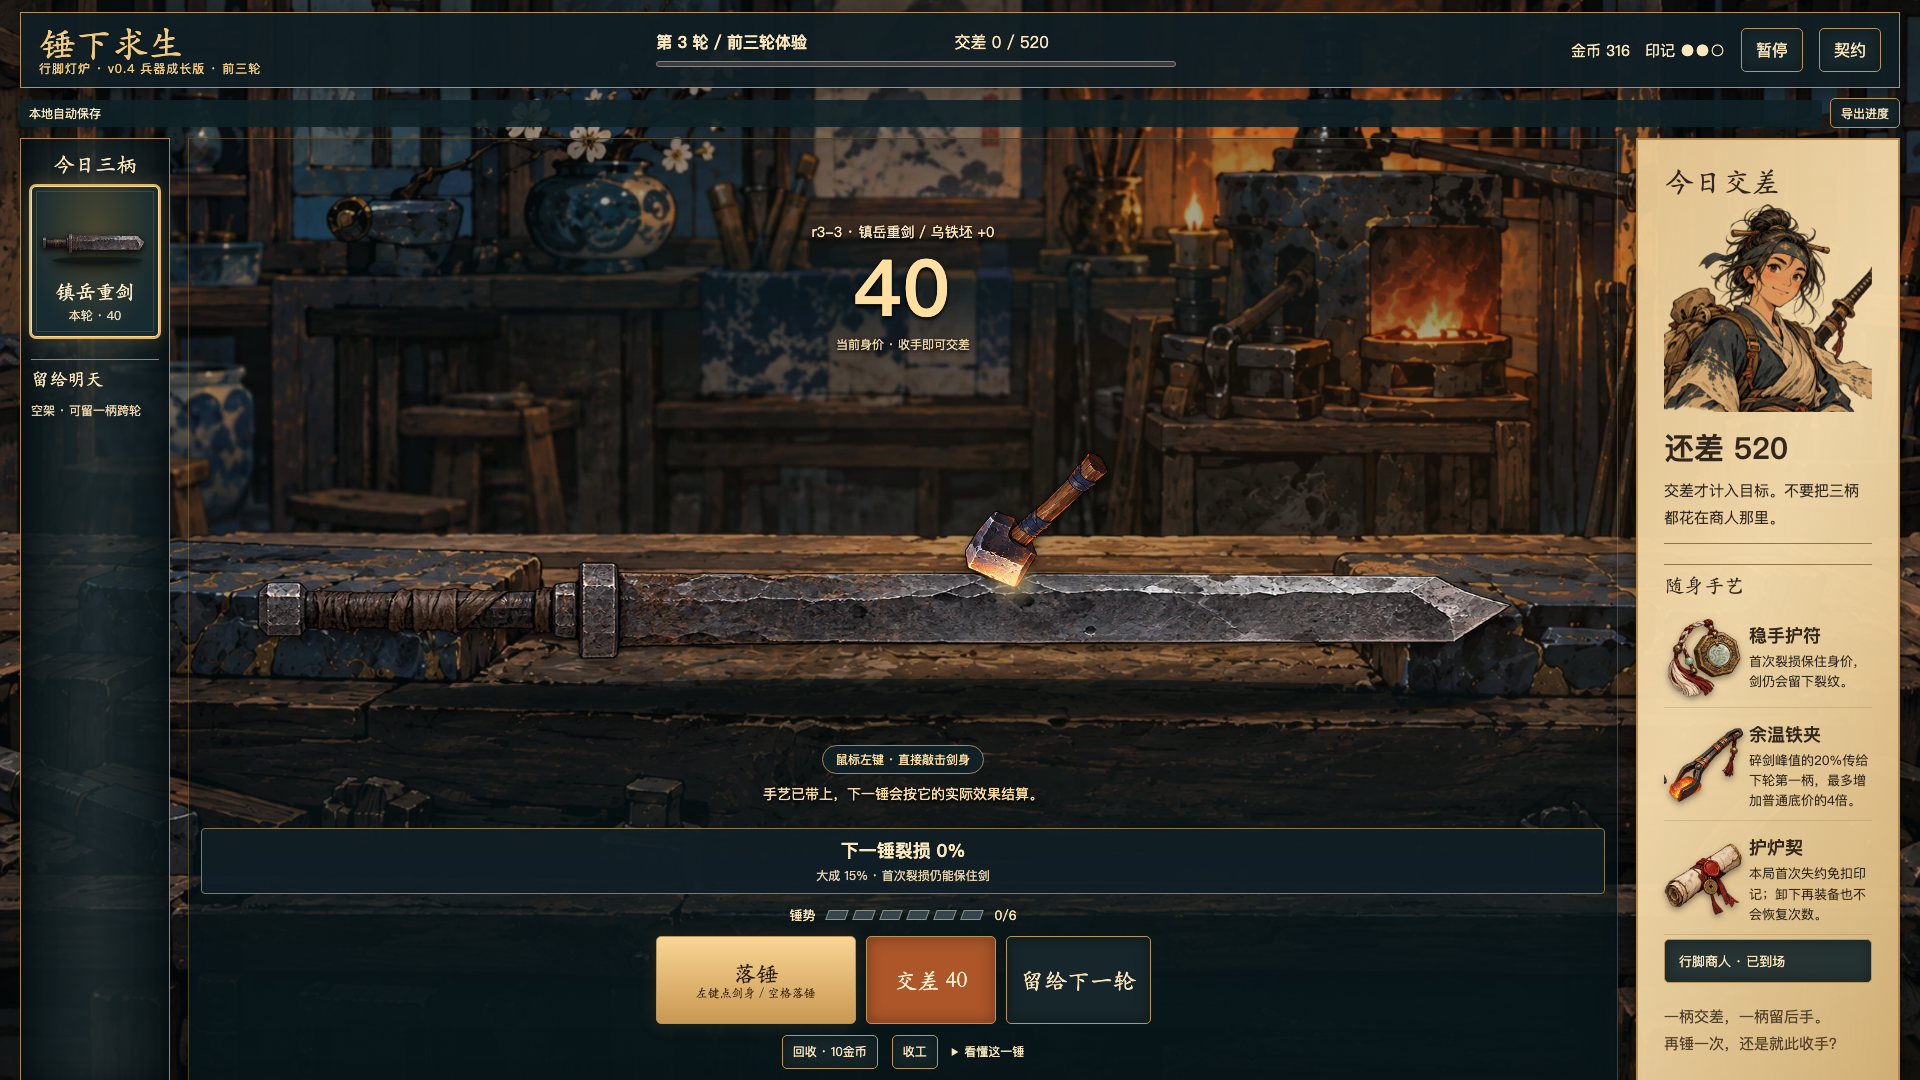 锤下求生
行脚灯炉 · v0.4 兵器成长版 · 前三轮
第 3 轮 / 前三轮体验
交差 0 / 520
金币 316
印记
暂停
契约
本地自动保存
导出进度
今日三柄
镇岳重剑
本轮 · 40
留给明天
空架 · 可留一柄跨轮
r3-3 · 镇岳重剑 / 乌铁坯 +0
40
当前身价 · 收手即可交差
鼠标左键 · 直接敲击剑身
手艺已带上，下一锤会按它的实际效果结算。
下一锤裂损 0%
大成 15% · 首次裂损仍能保住剑
锤势
0/6
落锤
左键点剑身 / 空格落锤
交差 40
留给下一轮
回收 · 10金币
收工
▶ 看懂这一锤
今日交差
还差 520
交差才计入目标。不要把三柄
都花在商人那里。
随身手艺
稳手护符
首次裂损保住身价，
剑仍会留下裂纹。
余温铁夹
碎剑峰值的20%传给
下轮第一柄，最多增
加普通底价的4倍。
护炉契
本局首次失约免扣印
记；卸下再装备也不
会恢复次数。
行脚商人 · 已到场
一柄交差，一柄留后手。
再锤一次，还是就此收手？